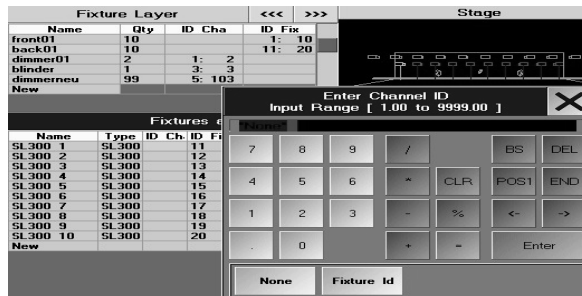 Fixture Layer <<< >>> Stage
Name Qty ID Cha ID Fix
front01 10 1: 10
back01 10 11: 20
dimmer01 2 1: 2
blinder 1 3: 3
dimmerneu 99 5: 103
New
Enter Channel ID
Input Range [ 1.00 to 9999.00 ]
Fixtures
"None"
Name Type ID Ch. ID Fi
SL300 1 SL300 11
SL300 2 SL300 12
SL300 3 SL300 13
SL300 4 SL300 14
SL300 5 SL300 15
SL300 6 SL300 16
SL300 7 SL300 17
SL300 8 SL300 18
SL300 9 SL300 19
SL300 10 SL300 20
New
7 8 9 / BS DEL
4 5 6 * CLR POS1 END
1 2 3 - % <- ->
. 0 + = Enter
None Fixture Id